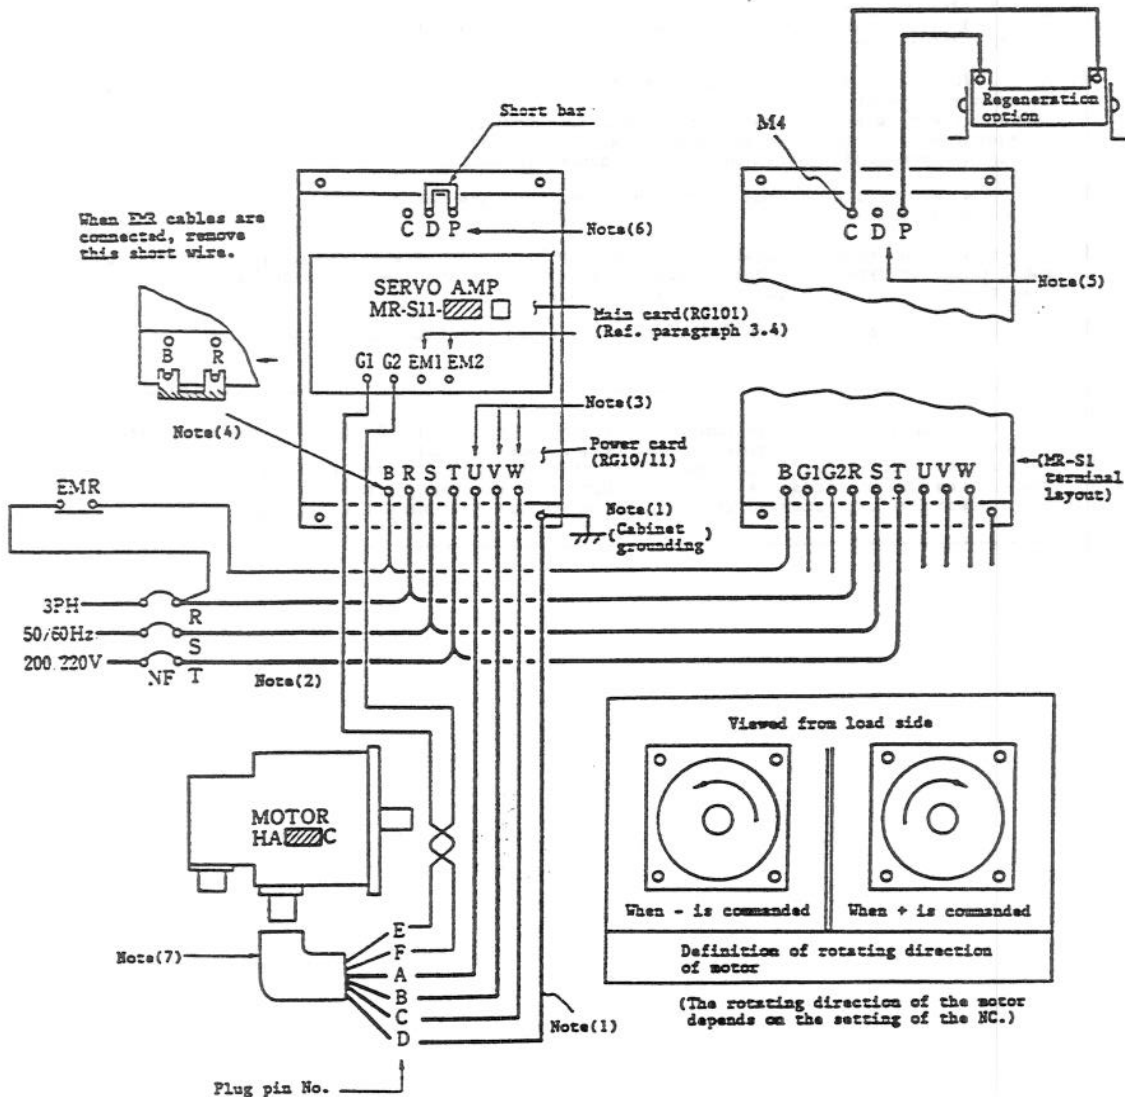 Short bar
M4
Regeneration
option
When EMR cables are
connected, remove
this short wire.
C D P
Note(6)
C D P
Note(5)
SERVO AMP
MR-S11-
Main card(RG101)
(Ref. paragraph 3.4)
B R
G1 G2 EM1 EM2
Note(3)
Note(4)
Power card
(RG10/11)
B R S T U V W
B G1 G2 R S T U V W
(MR-S1
terminal
layout)
EMR
Note(1)
(Cabinet
grounding)
3PH
50/60Hz
200.220V
R
S
T
NF
Note(2)
Viewed from load side
MOTOR
HA C
When - is commanded
When + is commanded
Definition of rotating direction
of motor
(The rotating direction of the motor
depends on the setting of the NC.)
Note(7)
E
F
A
B
C
D
Note(1)
Plug pin No.